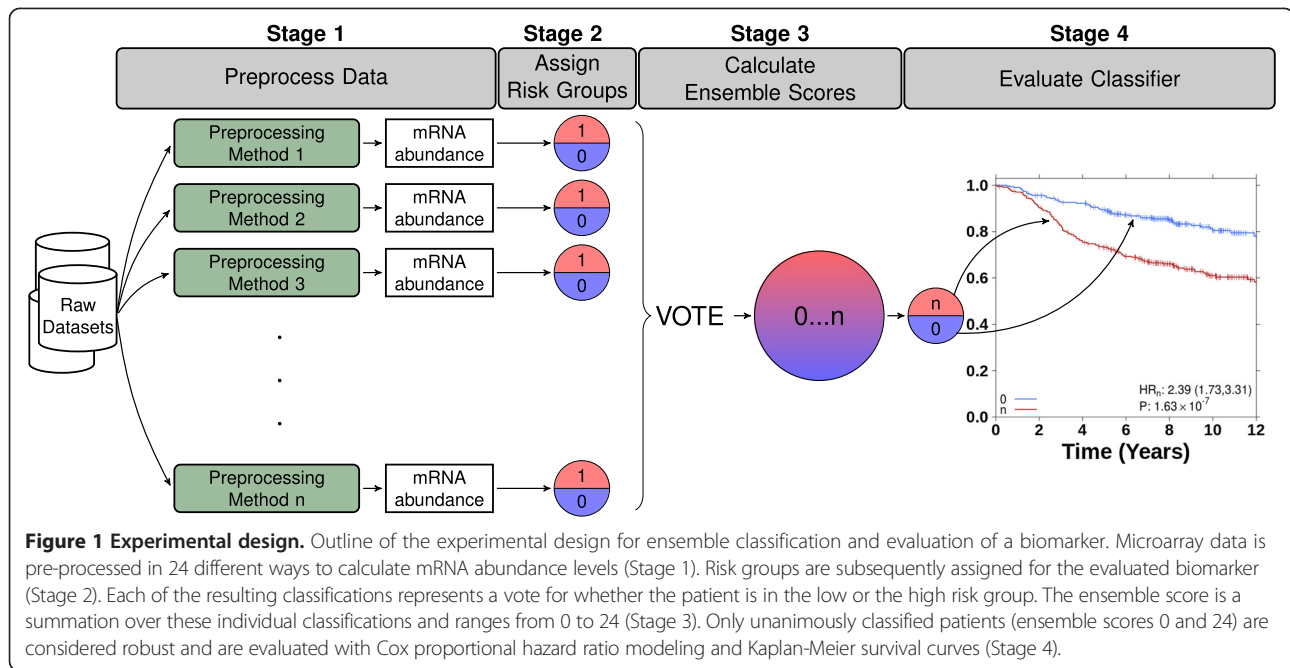 Stage 1
Stage 2
Stage 3
Stage 4
Preprocess Data
Assign
Risk Groups
Calculate
Ensemble Scores
Evaluate Classifier
Raw
Datasets
Preprocessing
Method 1
mRNA
abundance
1
0
Preprocessing
Method 2
mRNA
abundance
1
0
Preprocessing
Method 3
mRNA
abundance
1
0
.
.
.
Preprocessing
Method n
mRNA
abundance
1
0
VOTE
0...n
n
0
1.0
0.8
0.6
0.4
0.2
0.0
0
n
HRn: 2.39 (1.73,3.31)
P: 1.63×10⁻⁷
0 2 4 6 8 10 12
Time (Years)
Figure 1 Experimental design. Outline of the experimental design for ensemble classification and evaluation of a biomarker. Microarray data is
pre-processed in 24 different ways to calculate mRNA abundance levels (Stage 1). Risk groups are subsequently assigned for the evaluated biomarker
(Stage 2). Each of the resulting classifications represents a vote for whether the patient is in the low or the high risk group. The ensemble score is a
summation over these individual classifications and ranges from 0 to 24 (Stage 3). Only unanimously classified patients (ensemble scores 0 and 24) are
considered robust and are evaluated with Cox proportional hazard ratio modeling and Kaplan-Meier survival curves (Stage 4).